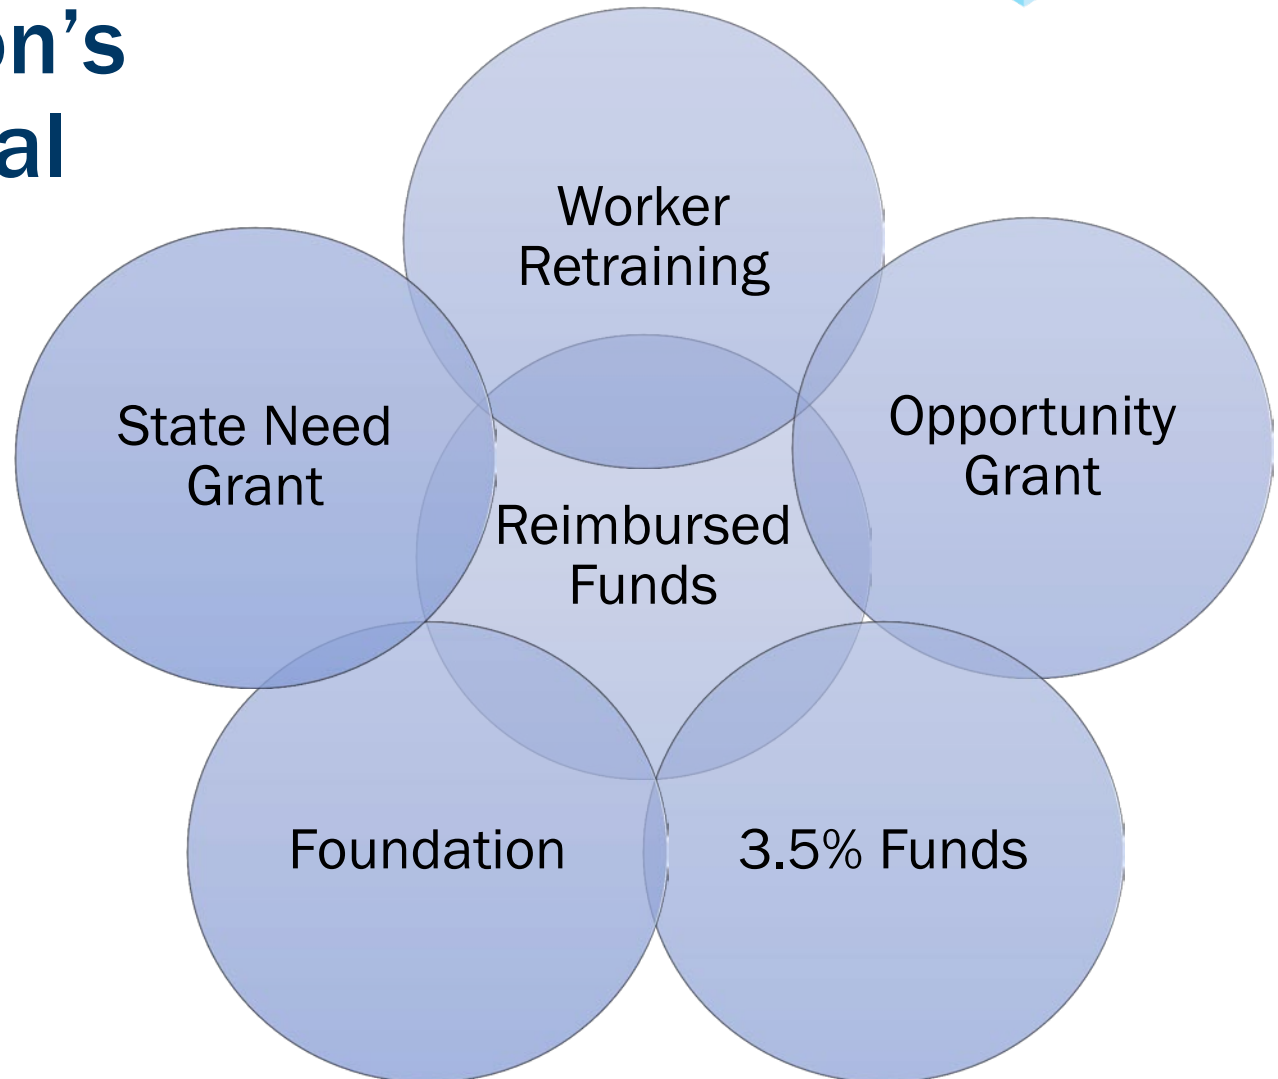 on’s
al
Worker
Retraining
State Need
Grant
Opportunity
Grant
Reimbursed
Funds
Foundation
3.5% Funds